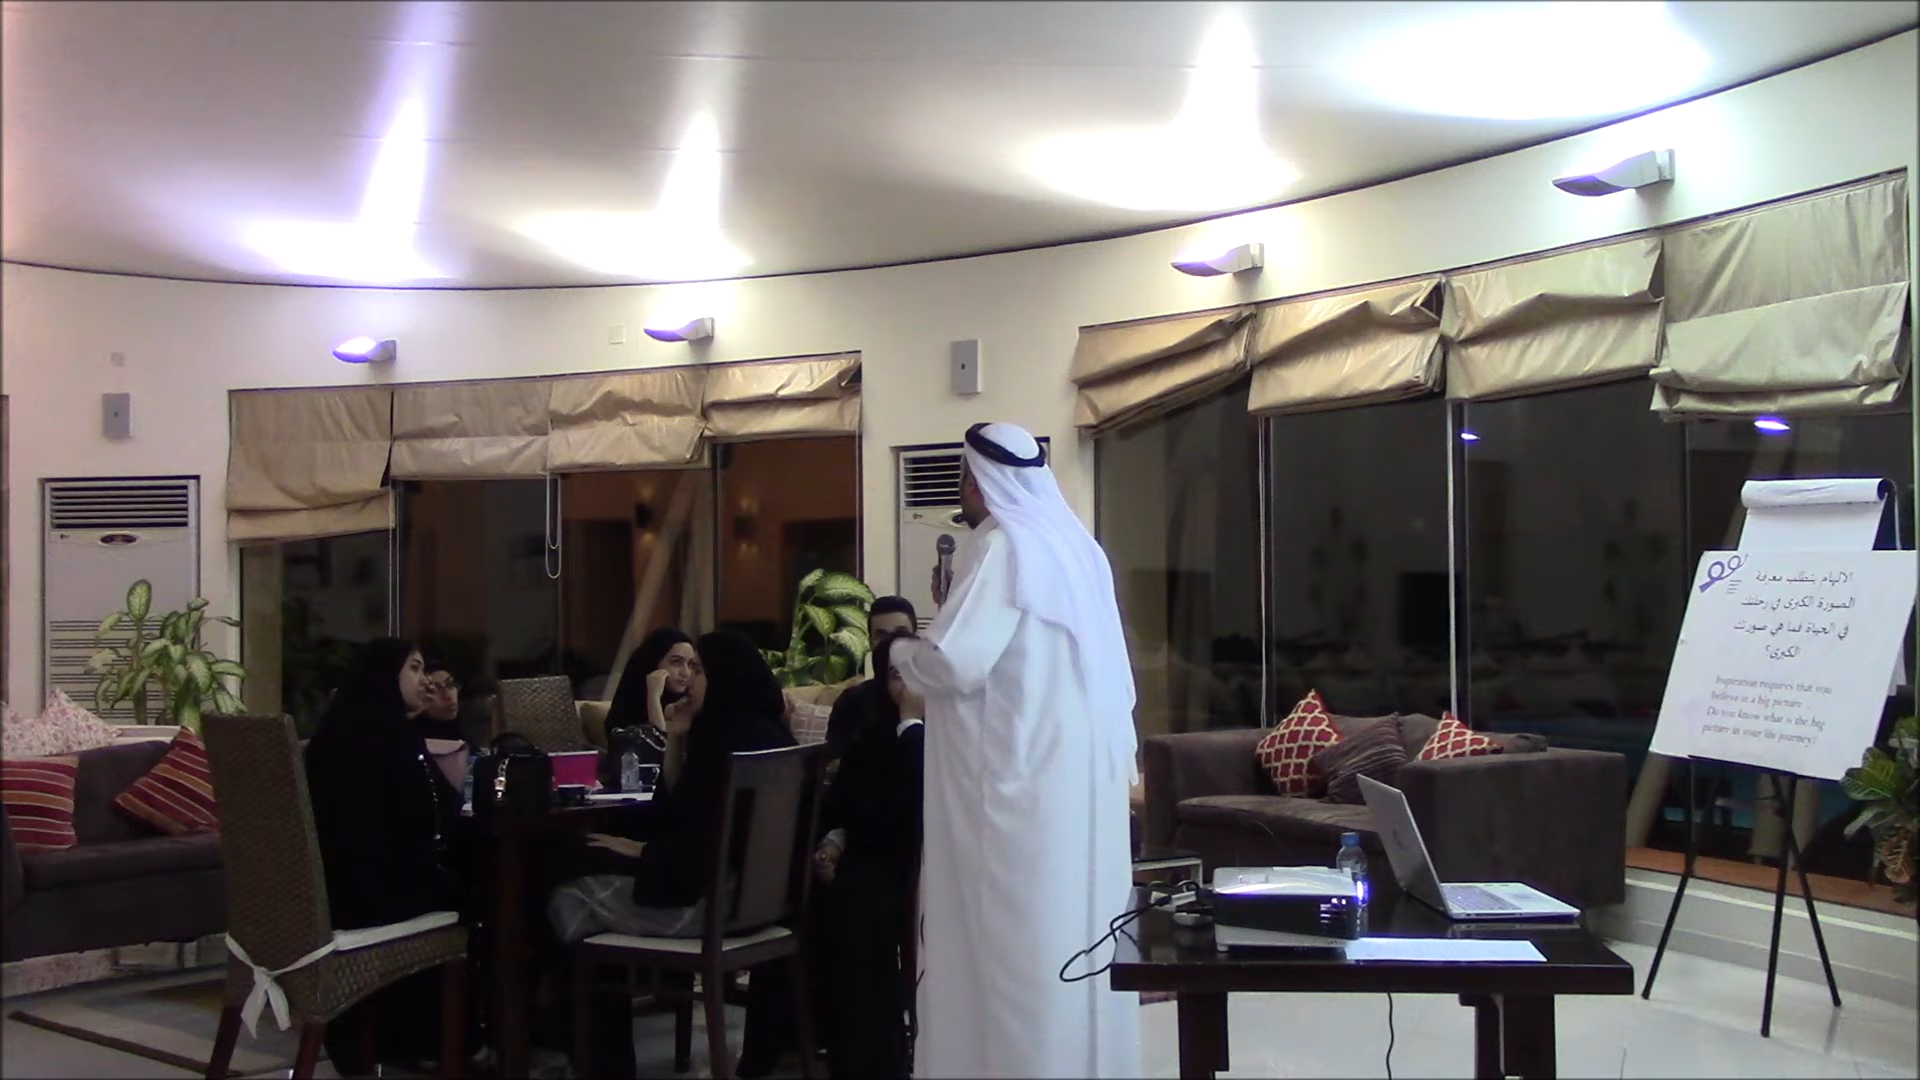 الالهام يتطلب معرفة
الصورة الكبرى في رحلتك
في الحياة فما هي صورتك
الكبرى؟
Inspiration requires that you
believe in a big picture ..
Do you know what is the big
picture in your life journey?